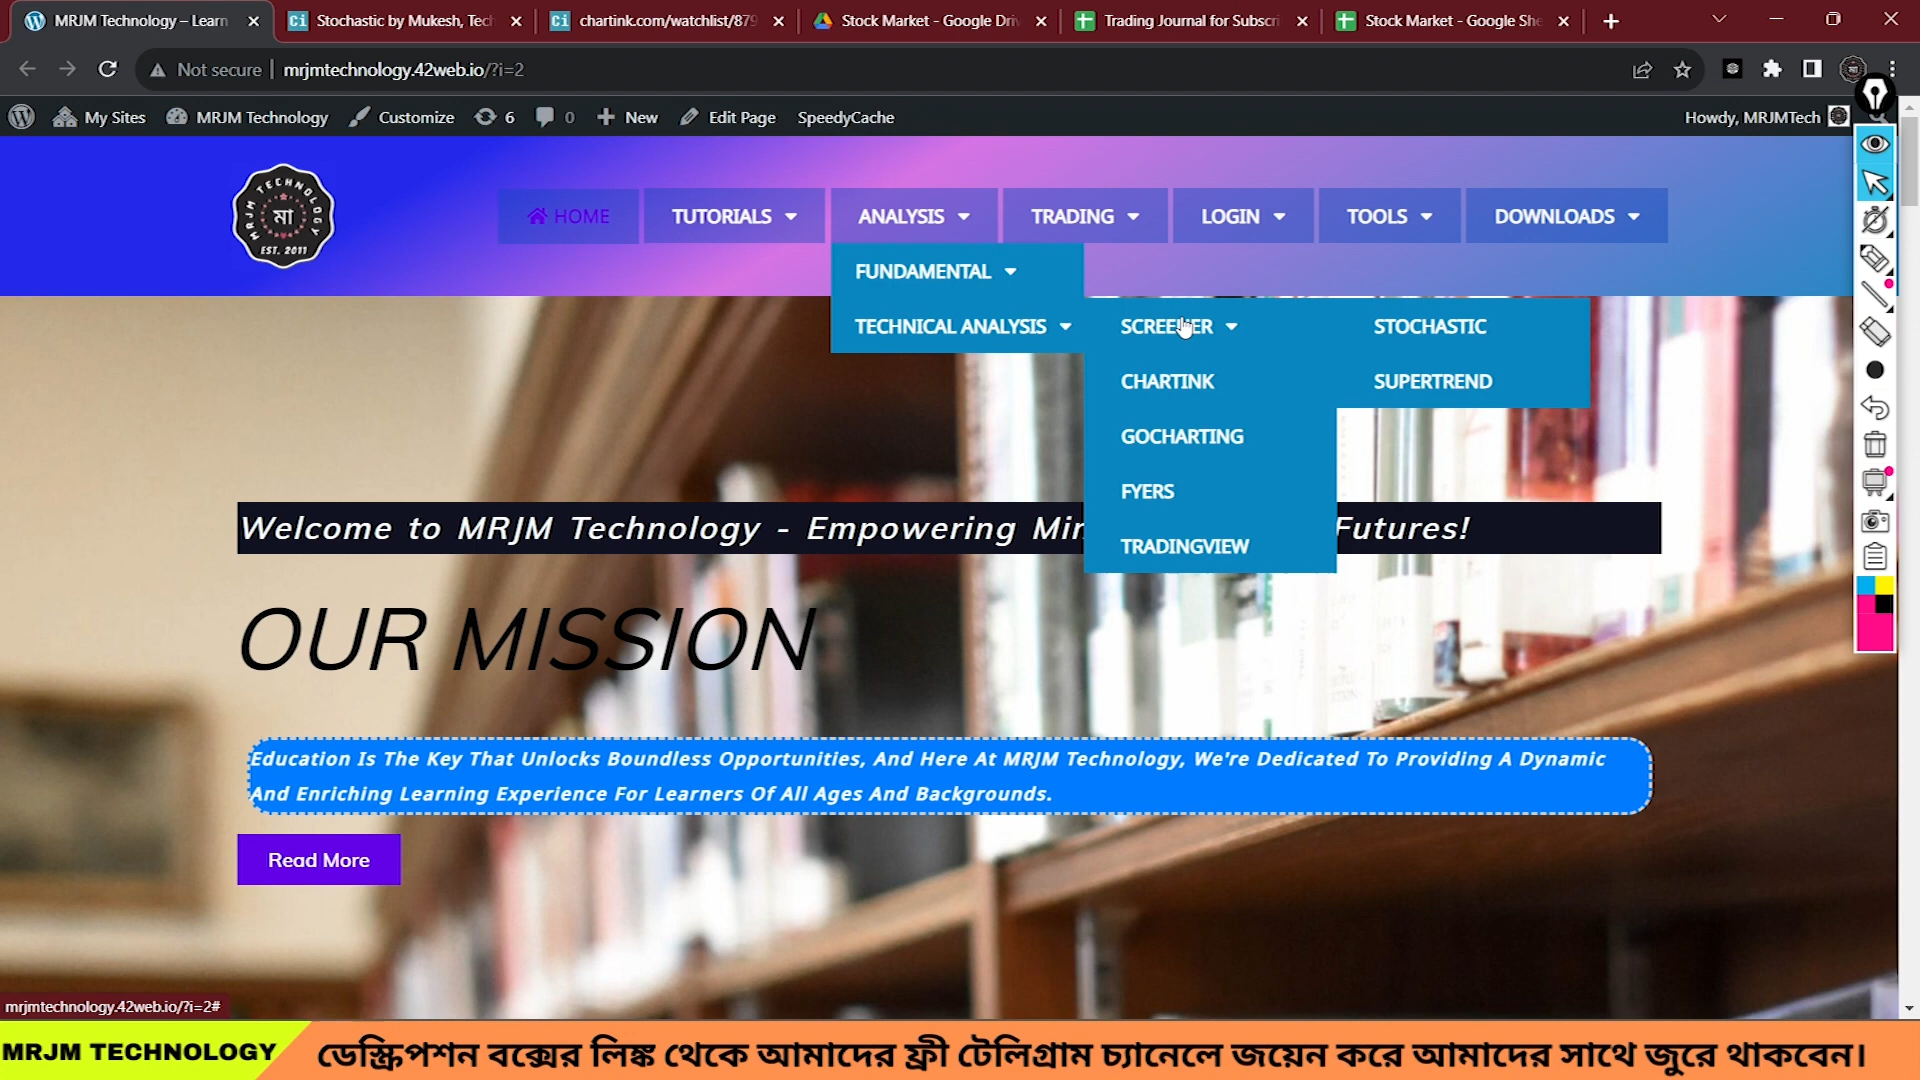 MRJM Technology – Learn
Stochastic by Mukesh, Tech
chartink.com/watchlist/879
Stock Market - Google Dri
Trading Journal for Subscri
Stock Market - Google She
Not secure
mrjmtechnology.42web.io/?i=2
My Sites
MRJM Technology
Customize
6
0
New
Edit Page
SpeedyCache
Howdy, MRJMTech
MRJM TECHNOLOGY
মা
EST. 2011
HOME
TUTORIALS
ANALYSIS
TRADING
LOGIN
TOOLS
DOWNLOADS
FUNDAMENTAL
TECHNICAL ANALYSIS
SCREENER
STOCHASTIC
CHARTINK
SUPERTREND
GOCHARTING
FYERS
TRADINGVIEW
Welcome to MRJM Technology - Empowering Futures!
OUR MISSION
Education Is The Key That Unlocks Boundless Opportunities, And Here At MRJM Technology, We're Dedicated To Providing A Dynamic
And Enriching Learning Experience For Learners Of All Ages And Backgrounds.
Read More
mrjmtechnology.42web.io/?i=2#
MRJM TECHNOLOGY
ডেস্ক্রিপশন বক্সের লিঙ্ক থেকে আমাদের ফ্রী টেলিগ্রাম চ্যানেলে জয়েন করে আমাদের সাথে জুরে থাকবেন।